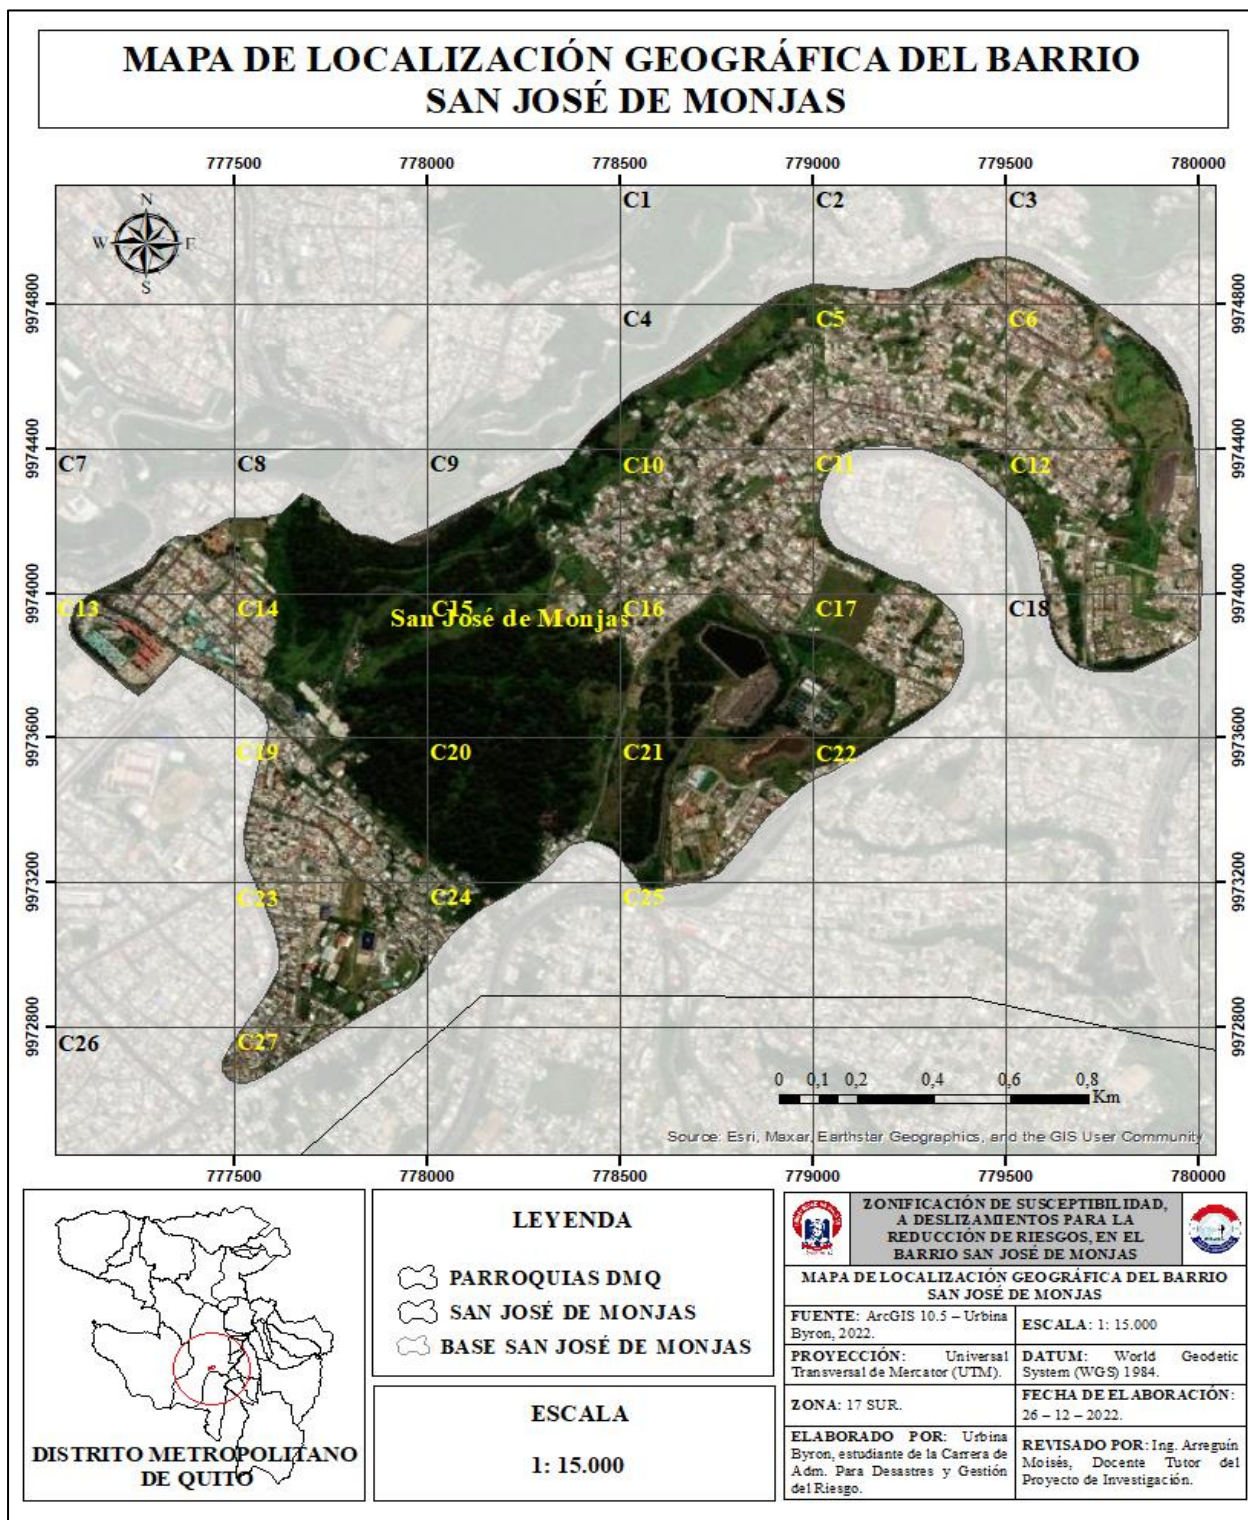 MAPA DE LOCALIZACIÓN GEOGRÁFICA DEL BARRIO
SAN JOSÉ DE MONJAS
777500 778000 778500 779000 779500 780000
N
W E
S
C1 C2 C3
9974800 9974800
C4 C5 C6
9974400 9974400
C7 C8 C9 C10 C11 C12
9974000 9974000
C13 C14 C15 C16 C17 C18
San José de Monjas
9973600 9973600
C19 C20 C21 C22
9973200 9973200
C23 C24 C25
9972800 9972800
C26 C27
0 0,1 0,2 0,4 0,6 0,8
Km
Source: Esri, Maxar, Earthstar Geographics, and the GIS User Community
777500 778000 778500 779000 779500 780000
DISTRITO METROPOLITANO
DE QUITO
LEYENDA
PARROQUIAS DMQ
SAN JOSÉ DE MONJAS
BASE SAN JOSÉ DE MONJAS
ESCALA
1: 15.000
ZONIFICACIÓN DE SUSCEPTIBILIDAD,
A DESLIZAMIENTOS PARA LA
REDUCCIÓN DE RIESGOS, EN EL
BARRIO SAN JOSÉ DE MONJAS
MAPA DE LOCALIZACIÓN GEOGRÁFICA DEL BARRIO
SAN JOSÉ DE MONJAS
FUENTE: ArcGIS 10.5 – Urbina
Byron, 2022.
ESCALA: 1: 15.000
PROYECCIÓN: Universal
Transversal de Mercator (UTM).
DATUM: World Geodetic
System (WGS) 1984.
ZONA: 17 SUR.
FECHA DE ELABORACIÓN:
26 – 12 – 2022.
ELABORADO POR: Urbina
Byron, estudiante de la Carrera de
Adm. Para Desastres y Gestión
del Riesgo.
REVISADO POR: Ing. Arreguín
Moisés, Docente Tutor del
Proyecto de Investigación.